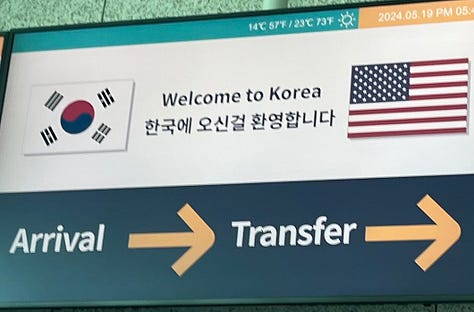 14℃ 57℉ / 23℃ 73℉
2024.05.19 PM 05
Welcome to Korea
한국에 오신걸 환영합니다
Arrival
Transfer